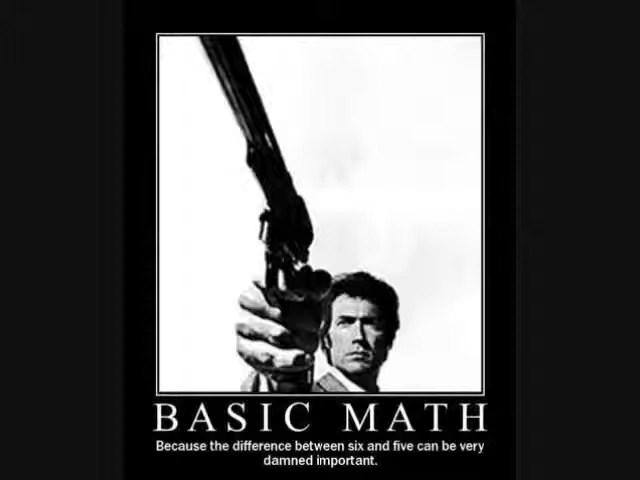 BASIC MATH
Because the difference between six and five can be very
damned important.